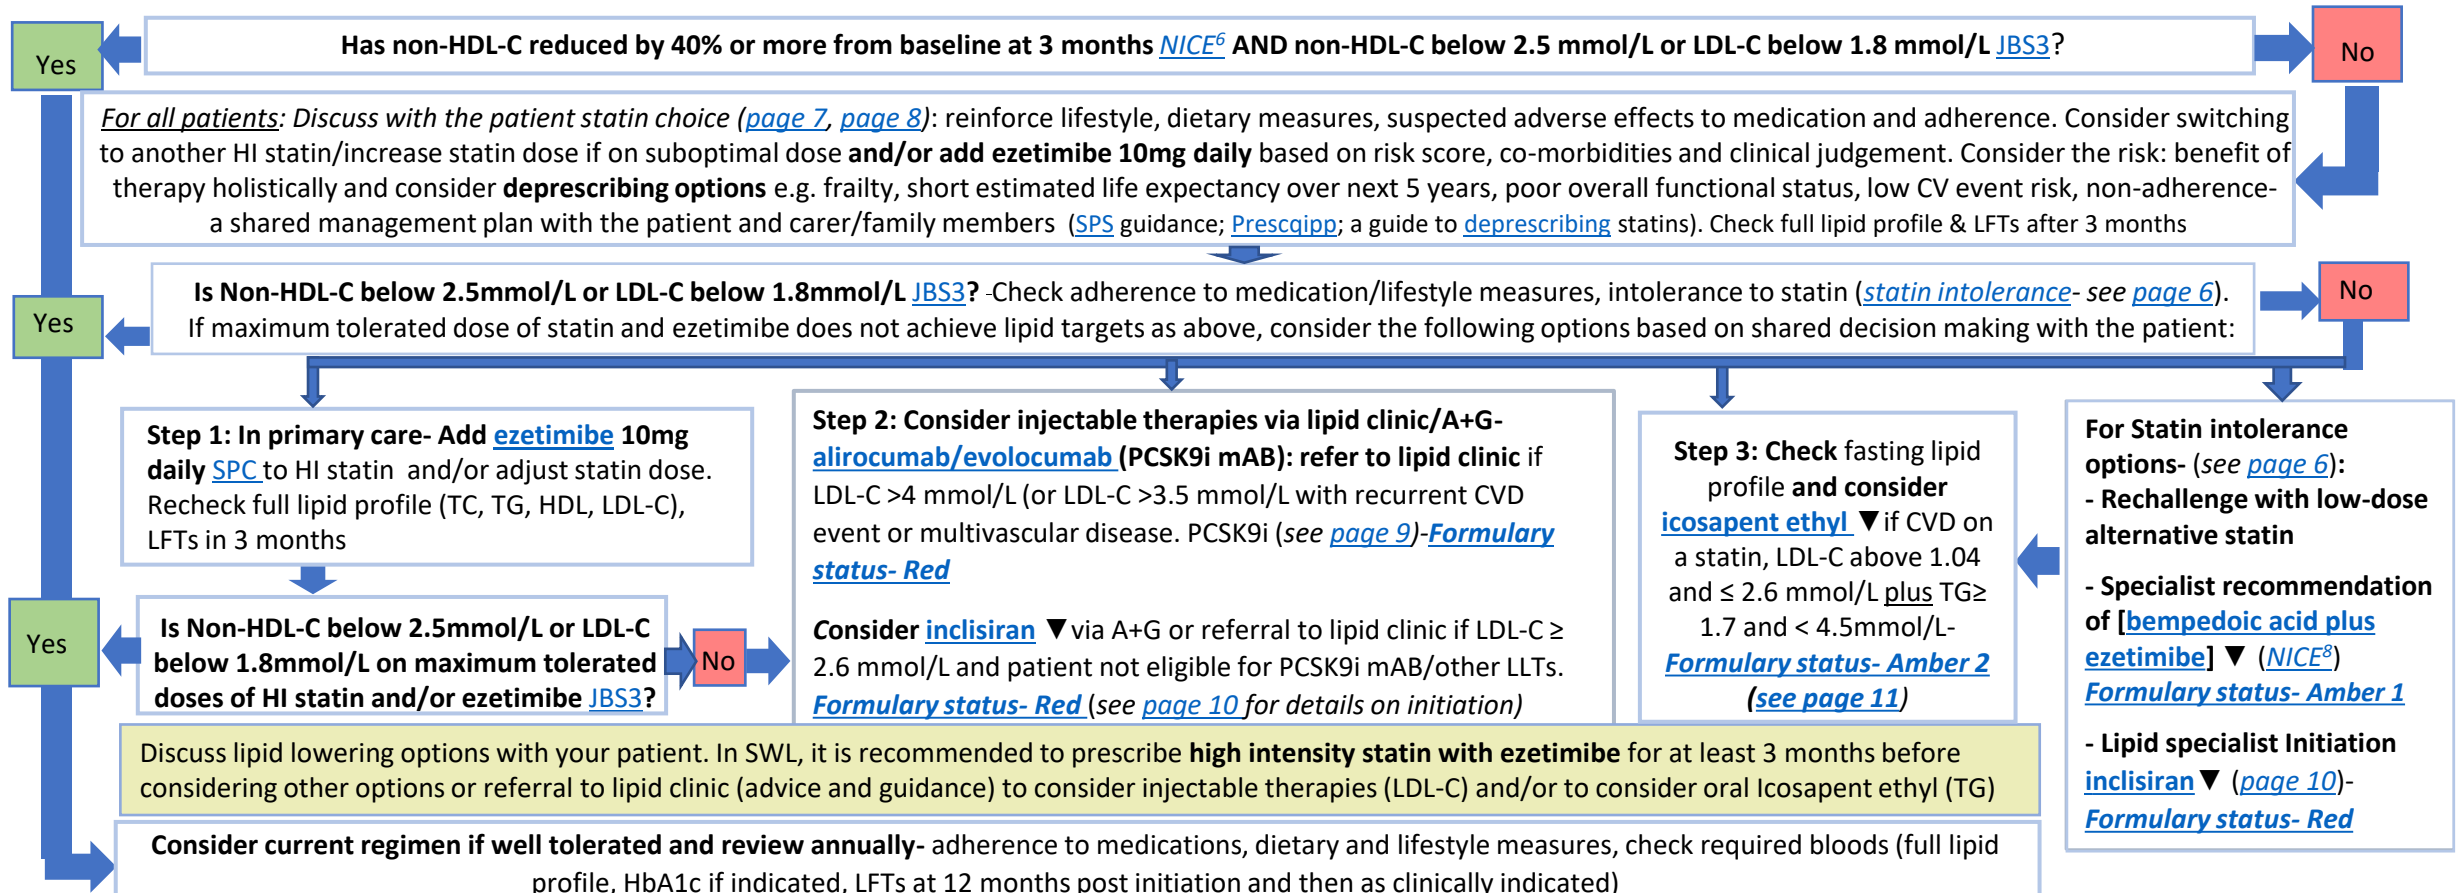 Yes
Has non-HDL-C reduced by 40% or more from baseline at 3 months NICE6 AND non-HDL-C below 2.5 mmol/L or LDL-C below 1.8 mmol/L JBS3?
No
For all patients: Discuss with the patient statin choice (page 7, page 8): reinforce lifestyle, dietary measures, suspected adverse effects to medication and adherence. Consider switching
to another HI statin/increase statin dose if on suboptimal dose and/or add ezetimibe 10mg daily based on risk score, co-morbidities and clinical judgement. Consider the risk: benefit of
therapy holistically and consider deprescribing options e.g. frailty, short estimated life expectancy over next 5 years, poor overall functional status, low CV event risk, non-adherence-
a shared management plan with the patient and carer/family members (SPS guidance; Prescqipp; a guide to deprescribing statins). Check full lipid profile & LFTs after 3 months
Yes
Is Non-HDL-C below 2.5mmol/L or LDL-C below 1.8mmol/L JBS3? -Check adherence to medication/lifestyle measures, intolerance to statin (statin intolerance- see page 6).
If maximum tolerated dose of statin and ezetimibe does not achieve lipid targets as above, consider the following options based on shared decision making with the patient:
No
Step 1: In primary care- Add ezetimibe 10mg
daily SPC to HI statin and/or adjust statin dose.
Recheck full lipid profile (TC, TG, HDL, LDL-C),
LFTs in 3 months
Yes
Is Non-HDL-C below 2.5mmol/L or LDL-C
below 1.8mmol/L on maximum tolerated
doses of HI statin and/or ezetimibe JBS3?
No
Step 2: Consider injectable therapies via lipid clinic/A+G-
alirocumab/evolocumab (PCSK9i mAB): refer to lipid clinic if
LDL-C >4 mmol/L (or LDL-C >3.5 mmol/L with recurrent CVD
event or multivascular disease. PCSK9i (see page 9)-Formulary
status- Red
Consider inclisiran ▼ via A+G or referral to lipid clinic if LDL-C ≥
2.6 mmol/L and patient not eligible for PCSK9i mAB/other LLTs.
Formulary status- Red (see page 10 for details on initiation)
Step 3: Check fasting lipid
profile and consider
icosapent ethyl ▼ if CVD on
a statin, LDL-C above 1.04
and ≤ 2.6 mmol/L plus TG≥
1.7 and < 4.5mmol/L-
Formulary status- Amber 2
(see page 11)
For Statin intolerance
options- (see page 6):
- Rechallenge with low-dose
alternative statin
- Specialist recommendation
of [bempedoic acid plus
ezetimibe] ▼ (NICE8)
Formulary status- Amber 1
- Lipid specialist Initiation
inclisiran▼ (page 10)-
Formulary status- Red
Discuss lipid lowering options with your patient. In SWL, it is recommended to prescribe high intensity statin with ezetimibe for at least 3 months before
considering other options or referral to lipid clinic (advice and guidance) to consider injectable therapies (LDL-C) and/or to consider oral Icosapent ethyl (TG)
Consider current regimen if well tolerated and review annually- adherence to medications, dietary and lifestyle measures, check required bloods (full lipid
profile, HbA1c if indicated, LFTs at 12 months post initiation and then as clinically indicated)